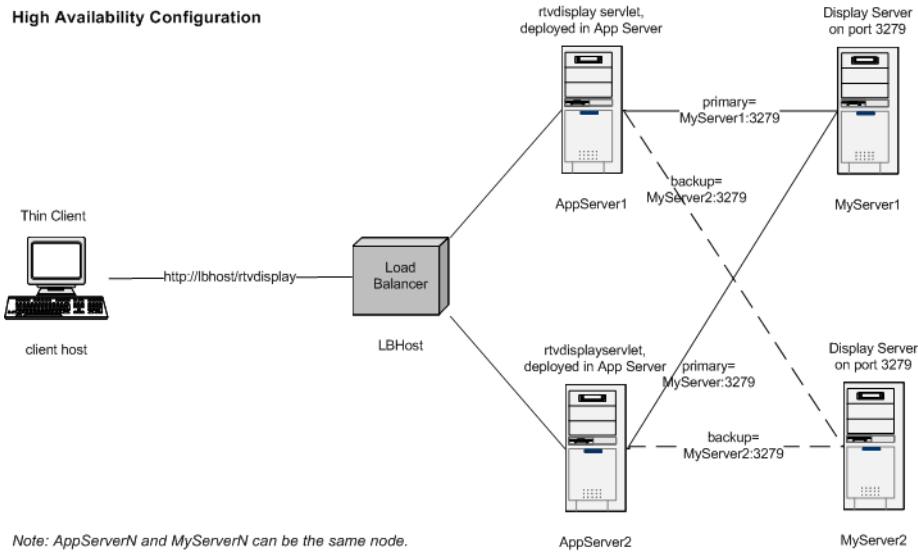 High Availability Configuration
rtvdisplay servlet,
deployed in App Server
Display Server
on port 3279
primary=
MyServer1:3279
backup=
MyServer2:3279
AppServer1
MyServer1
Thin Client
http://lbhost/rtvdisplay
Load
Balancer
client host
LBHost
rtvdisplayservlet,
deployed in App Server
Display Server
on port 3279
primary=
MyServer:3279
backup=
MyServer2:3279
Note: AppServerN and MyServerN can be the same node.
AppServer2
MyServer2